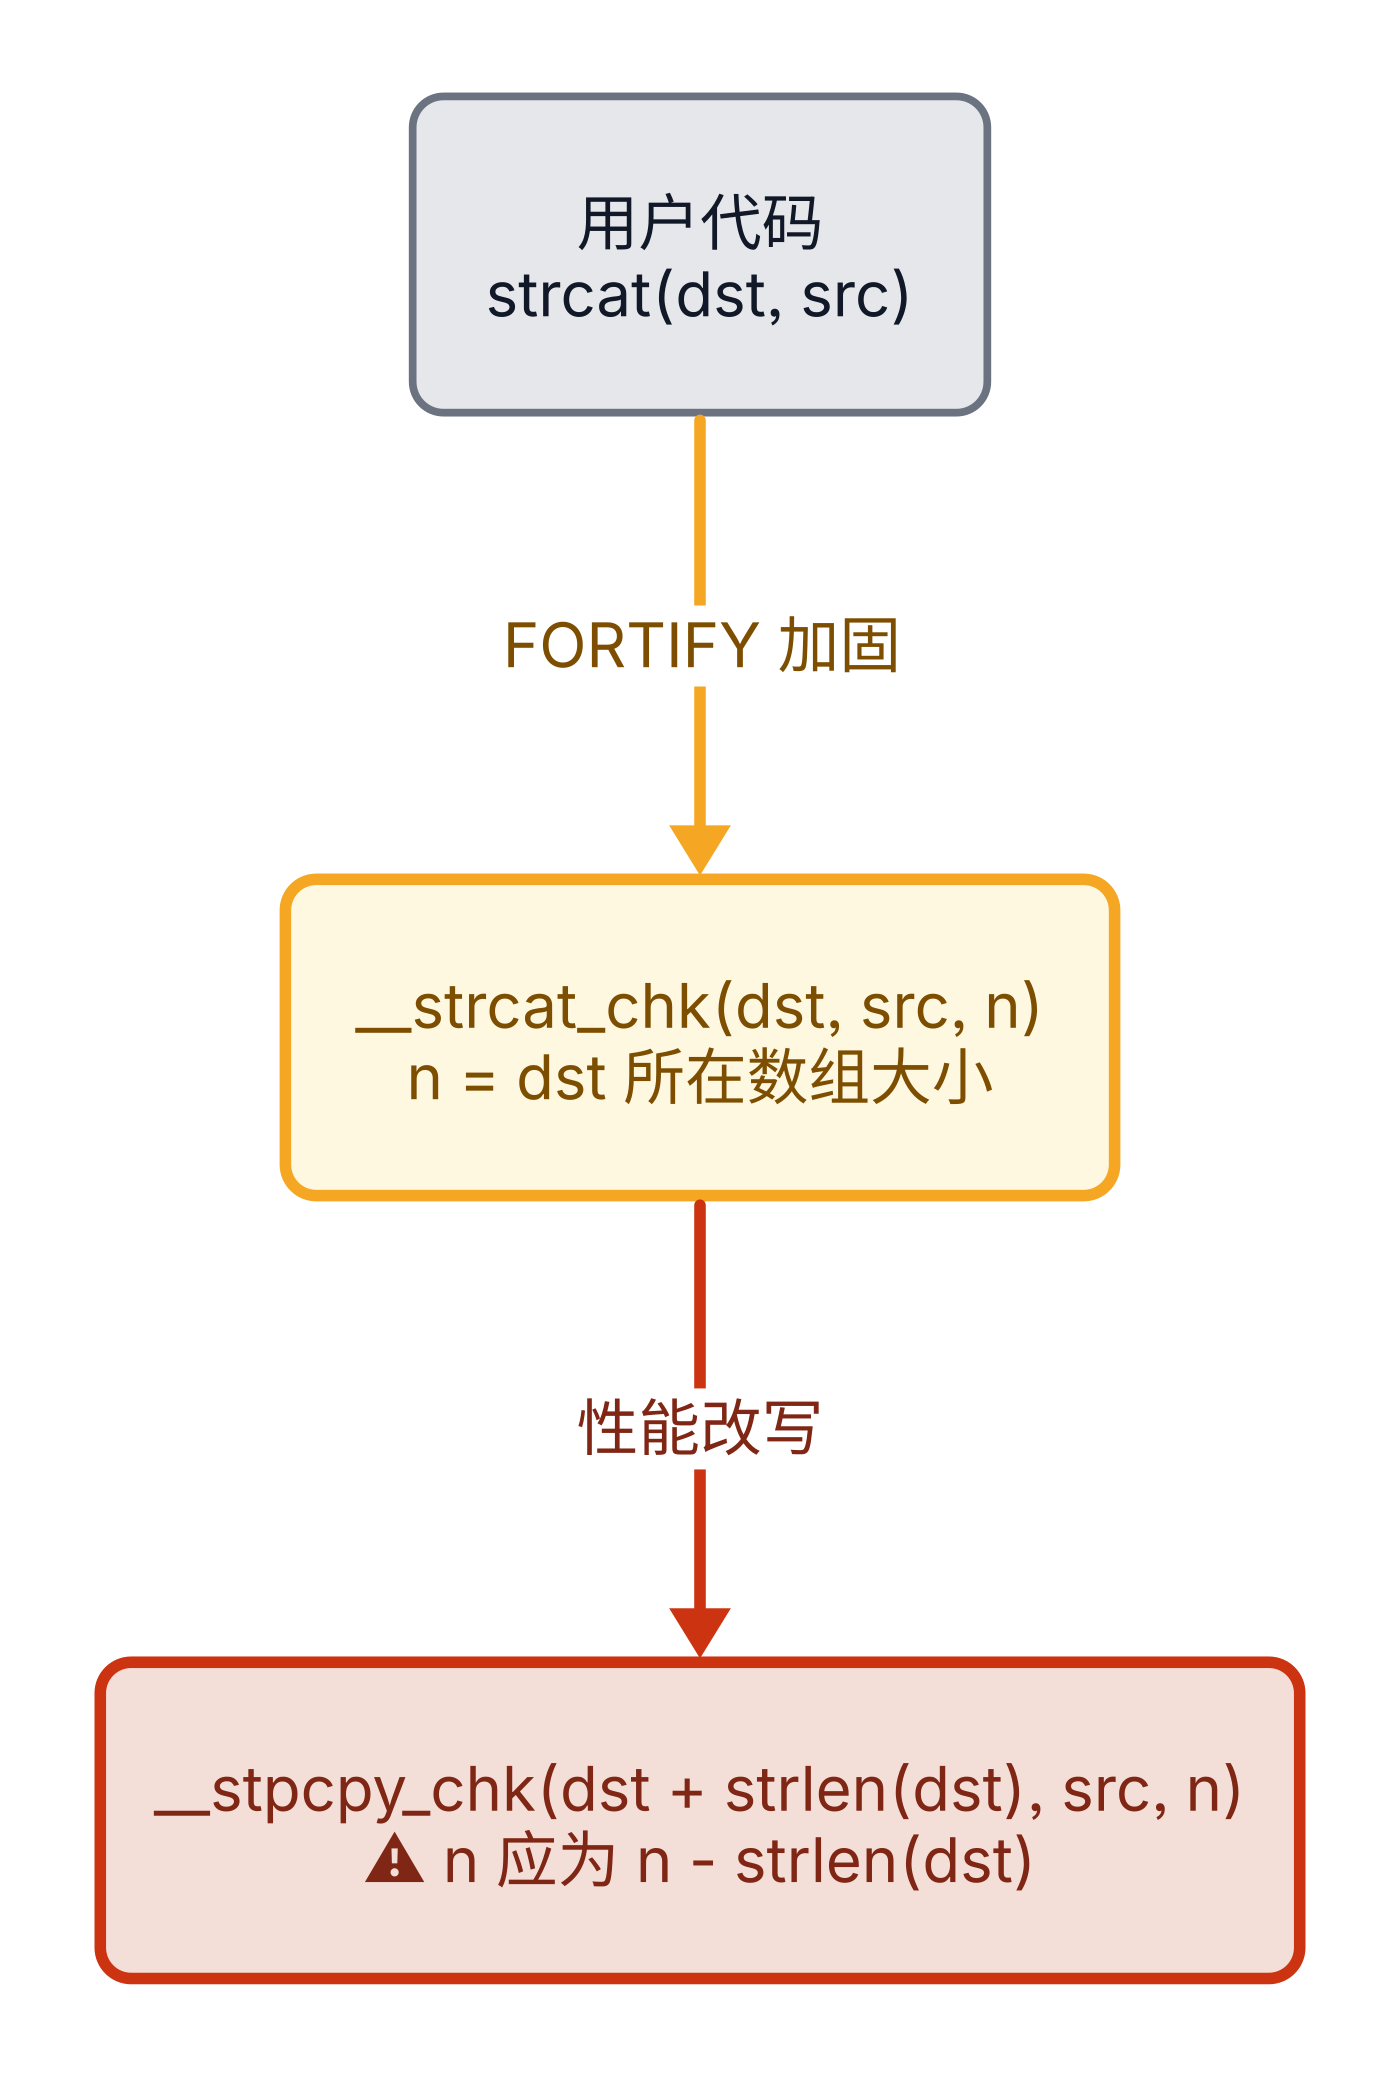 用户代码
strcat(dst, src)
FORTIFY 加固
__strcat_chk(dst, src, n)
n = dst 所在数组大小
性能改写
__stpcpy_chk(dst + strlen(dst), src, n)
⚠ n 应为 n - strlen(dst)